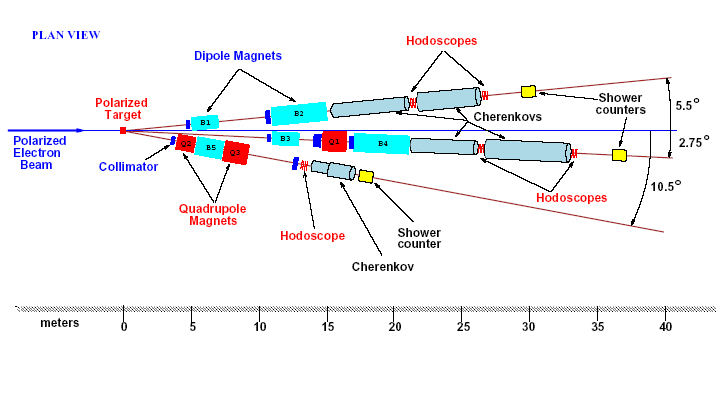 PLAN VIEW
Hodoscopes
Dipole Magnets
Polarized
Target
B1
B2
Cherenkovs
Shower
counters
5.5°
Polarized
Electron
Beam
Collimator
Q2
B5
Q3
B3
Q1
B4
2.75°
10.5°
Quadrupole
Magnets
Hodoscope
Hodoscopes
Shower
counter
Cherenkov
meters
0
5
10
15
20
25
30
35
40